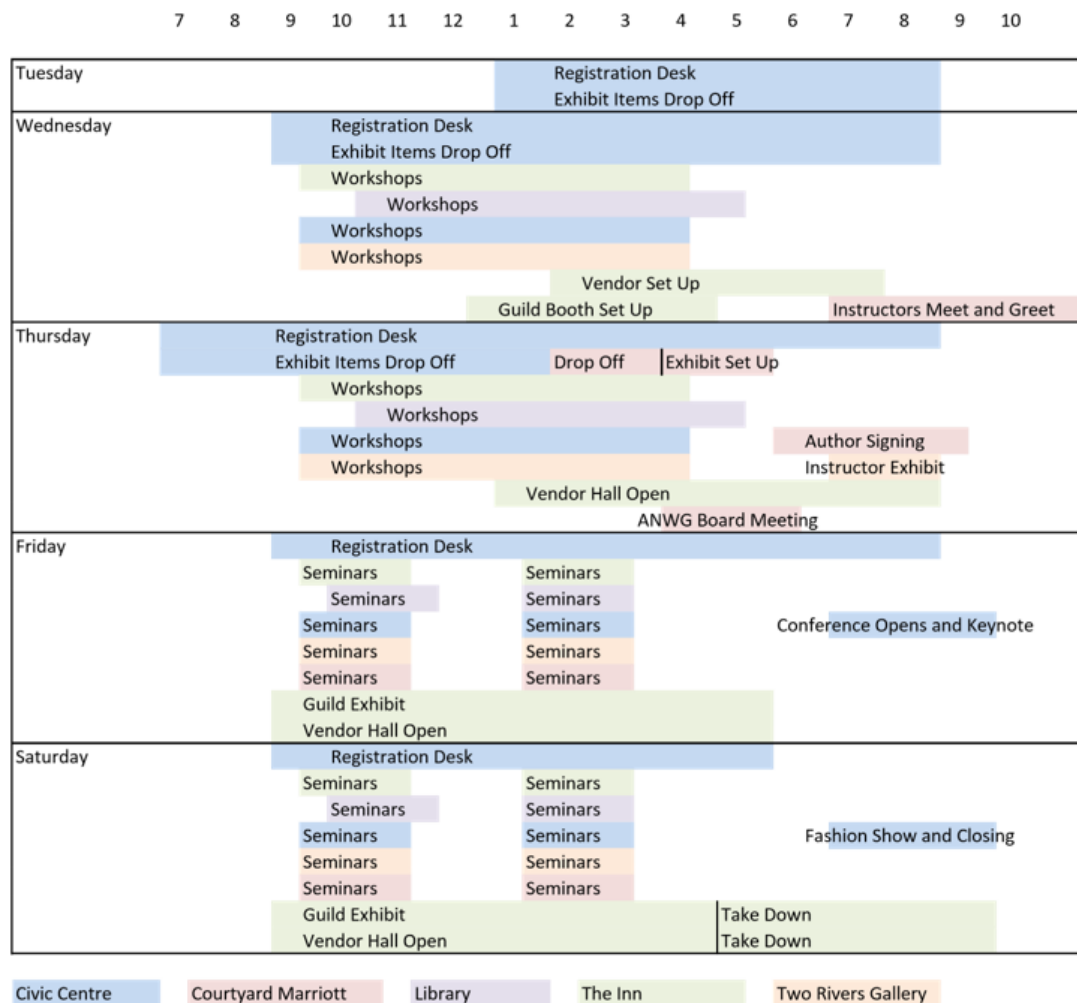 7 8 9 10 11 12 1 2 3 4 5 6 7 8 9 10
Tuesday Registration Desk
Exhibit Items Drop Off
Wednesday Registration Desk
Exhibit Items Drop Off
Workshops
Workshops
Workshops
Workshops
Vendor Set Up
Guild Booth Set Up Instructors Meet and Greet
Thursday Registration Desk
Exhibit Items Drop Off Drop Off Exhibit Set Up
Workshops
Workshops
Workshops Author Signing
Workshops Instructor Exhibit
Vendor Hall Open
ANWG Board Meeting
Friday Registration Desk
Seminars Seminars
Seminars Seminars
Seminars Seminars Conference Opens and Keynote
Seminars Seminars
Seminars Seminars
Guild Exhibit
Vendor Hall Open
Saturday Registration Desk
Seminars Seminars
Seminars Seminars
Seminars Seminars Fashion Show and Closing
Seminars Seminars
Seminars Seminars
Guild Exhibit Take Down
Vendor Hall Open Take Down
Civic Centre Courtyard Marriott Library The Inn Two Rivers Gallery